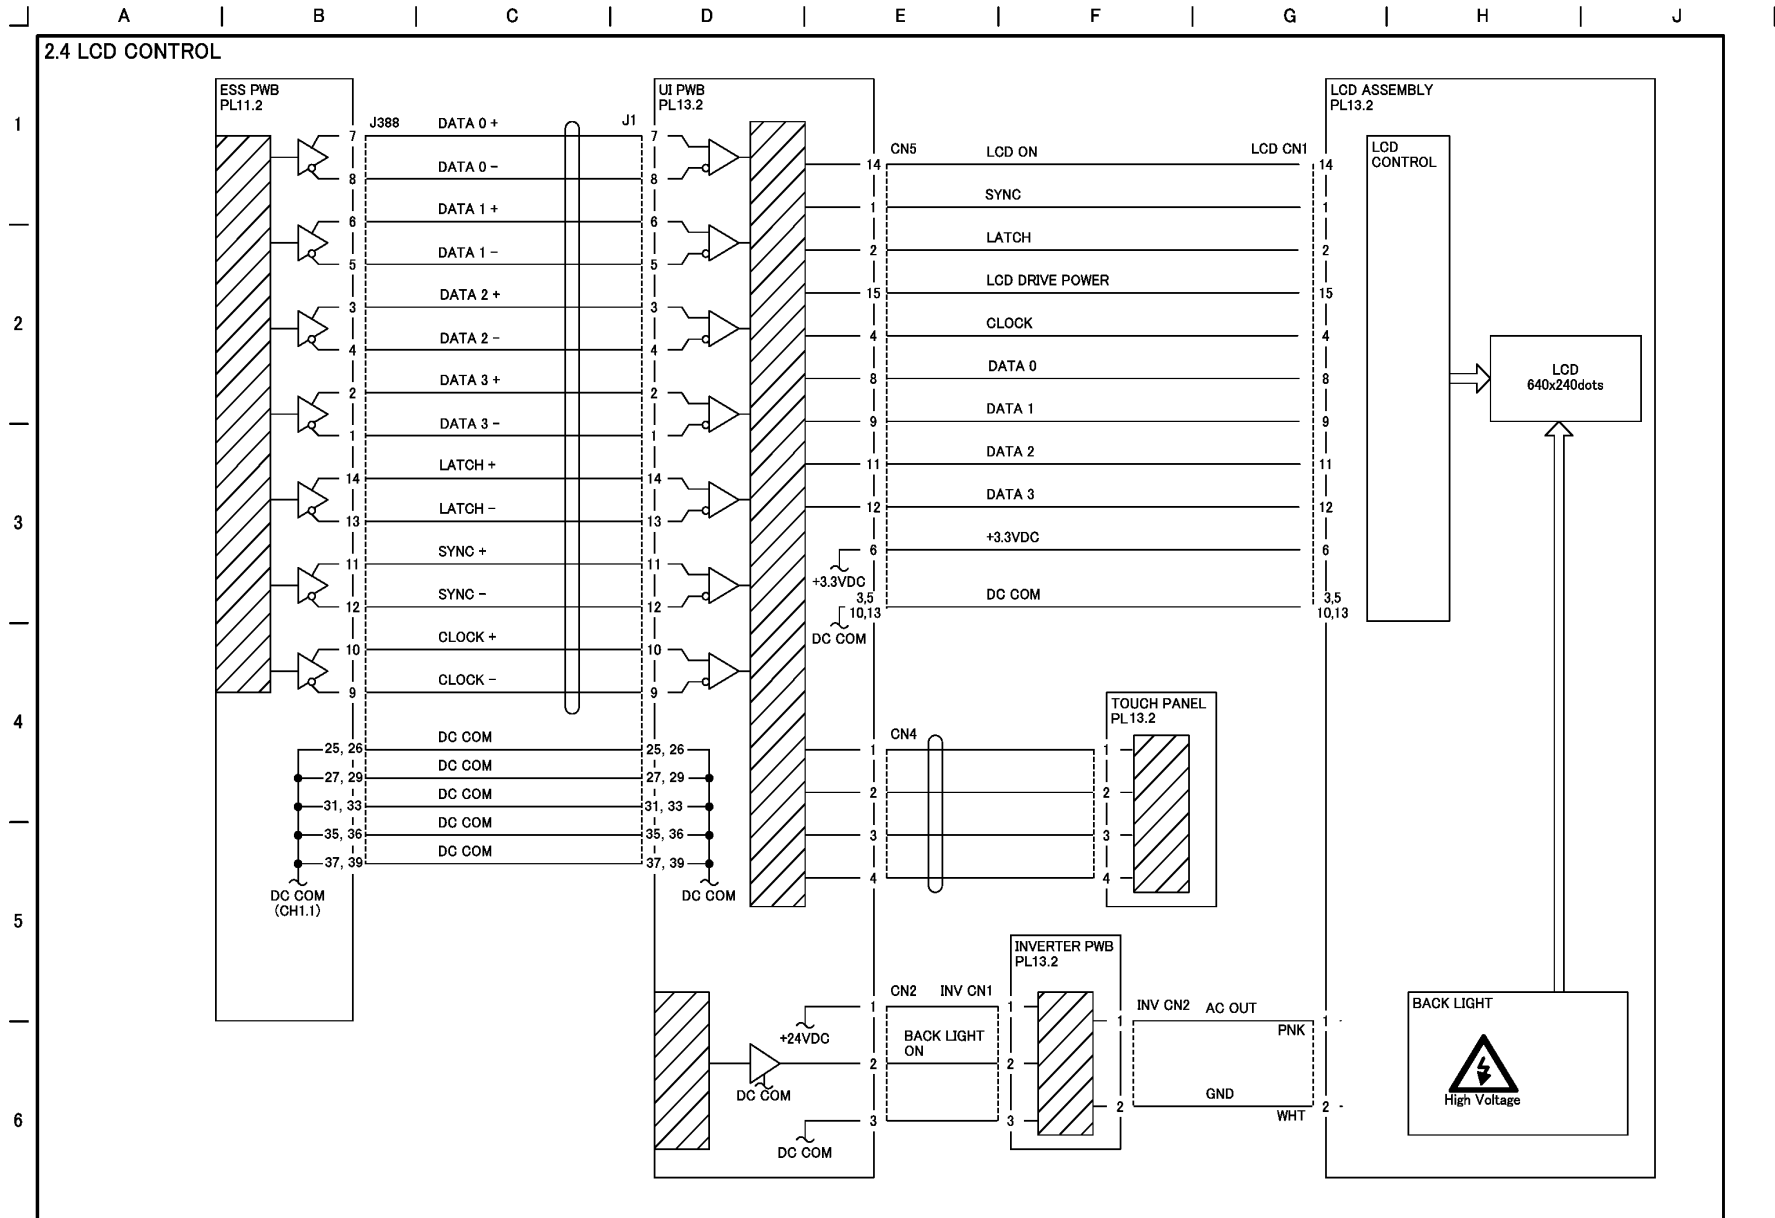 A B C D E F G H J
2.4 LCD CONTROL
1
2
3
4
5
6
ESS PWB
PL11.2
J388
7
8
6
5
3
4
2
1
14
13
11
12
10
9
25, 26
27, 29
31, 33
35, 36
37, 39
DC COM
(CH1.1)
DATA 0 +
DATA 0 -
DATA 1 +
DATA 1 -
DATA 2 +
DATA 2 -
DATA 3 +
DATA 3 -
LATCH +
LATCH -
SYNC +
SYNC -
CLOCK +
CLOCK -
DC COM
DC COM
DC COM
DC COM
DC COM
UI PWB
PL13.2
J1
7
8
6
5
3
4
2
1
14
13
11
12
10
9
25, 26
27, 29
31, 33
35, 36
37, 39
DC COM
CN5
LCD CN1
14 LCD ON 14
1 SYNC 1
2 LATCH 2
15 LCD DRIVE POWER 15
4 CLOCK 4
8 DATA 0 8
9 DATA 1 9
11 DATA 2 11
12 DATA 3 12
6 +3.3VDC 6
+3.3VDC
3,5 DC COM 3,5
10,13 10,13
DC COM
LCD ASSEMBLY
PL13.2
LCD
CONTROL
LCD
640x240dots
TOUCH PANEL
PL13.2
CN4
1 1
2 2
3 3
4 4
INVERTER PWB
PL13.2
CN2 INV CN1
1 1
+24VDC
BACK LIGHT
ON
2 2
DC COM
3 3
DC COM
INV CN2 AC OUT
1 PNK 1
GND
2 WHT 2
BACK LIGHT
High Voltage